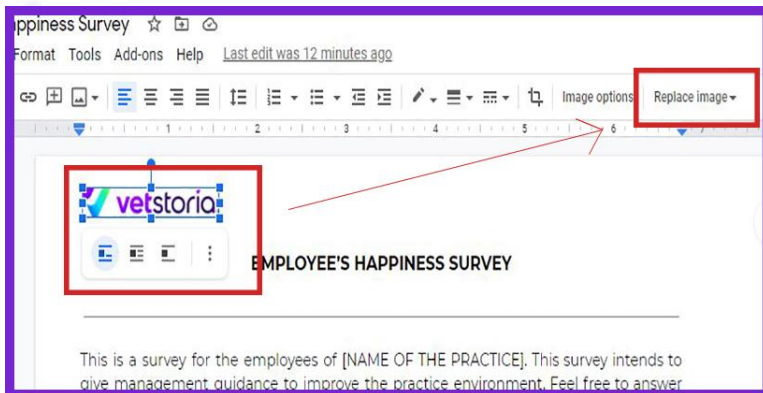 ppiness Survey
Format Tools Add-ons Help Last edit was 12 minutes ago
Image options Replace image
1 2 3 4 5 6 7
vetstoria
EMPLOYEE'S HAPPINESS SURVEY
This is a survey for the employees of [NAME OF THE PRACTICE]. This survey intends to
give management guidance to improve the practice environment. Feel free to answer